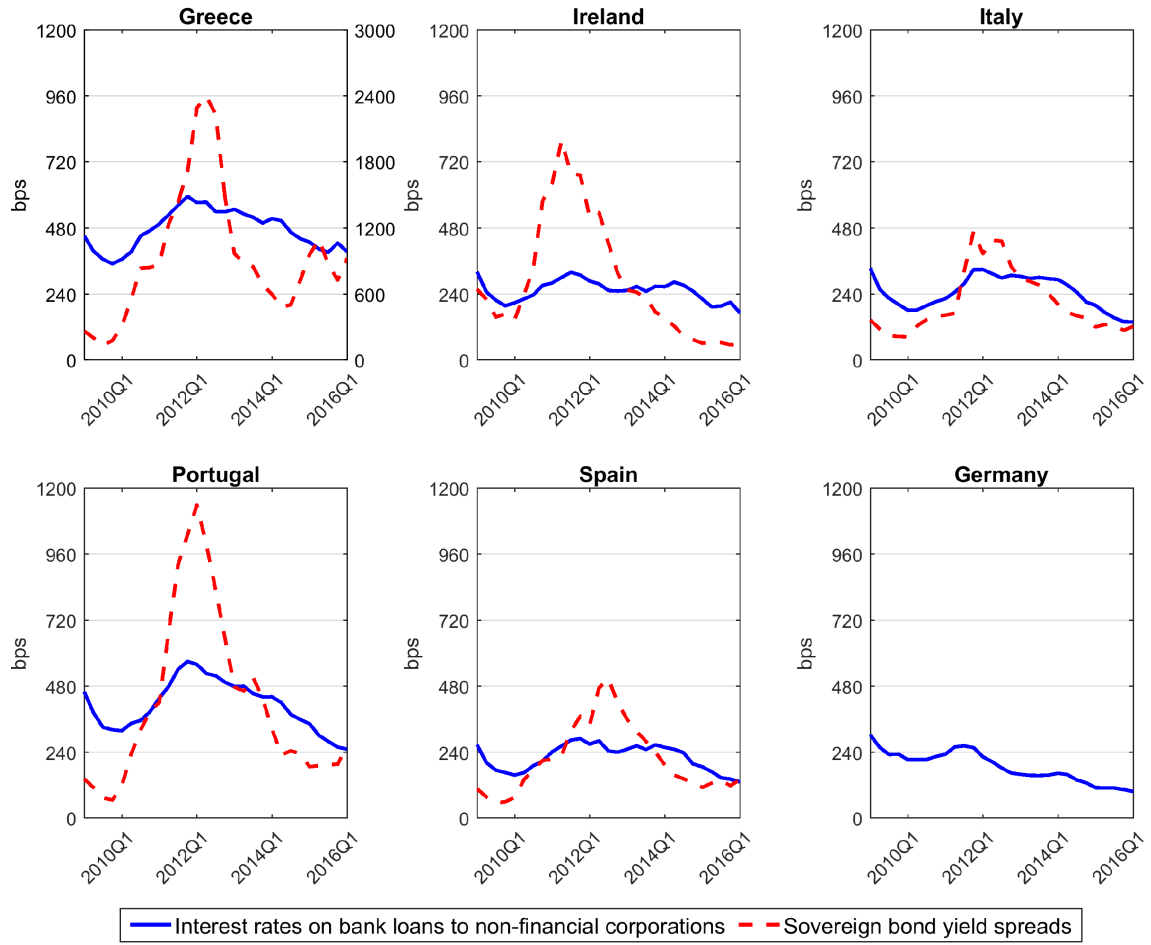 Greece
Ireland
Italy
1200
960
720
480
240
0
3000
2400
1800
1200
600
0
bps
2010Q1
2012Q1
2014Q1
2016Q1
1200
960
720
480
240
0
bps
2010Q1
2012Q1
2014Q1
2016Q1
1200
960
720
480
240
0
bps
2010Q1
2012Q1
2014Q1
2016Q1
Portugal
Spain
Germany
1200
960
720
480
240
0
bps
2010Q1
2012Q1
2014Q1
2016Q1
1200
960
720
480
240
0
bps
2010Q1
2012Q1
2014Q1
2016Q1
1200
960
720
480
240
0
bps
2010Q1
2012Q1
2014Q1
2016Q1
Interest rates on bank loans to non-financial corporations
Sovereign bond yield spreads